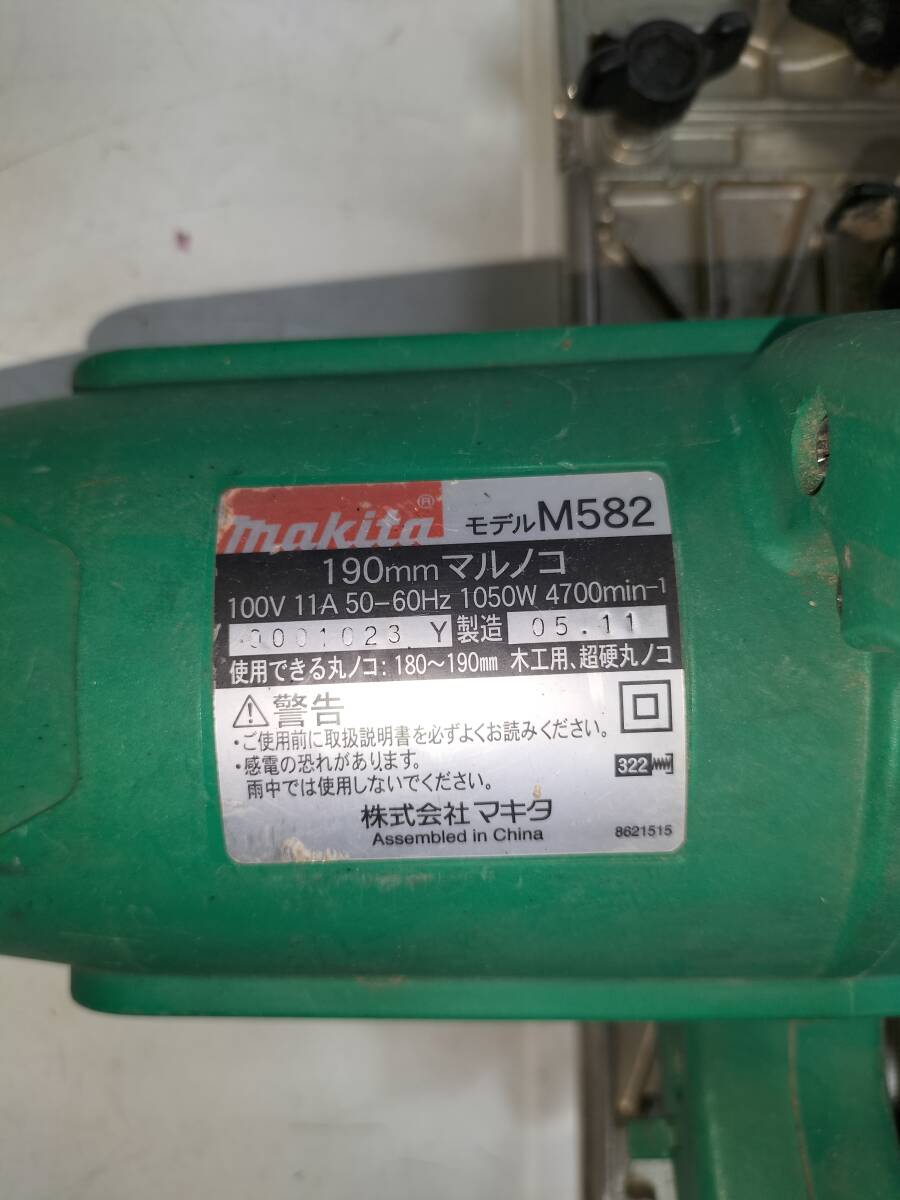 makita® モデルM582
190mmマルノコ
100V 11A 50-60Hz 1050W 4700min-1
0001023 Y 製造 05.11
使用できる丸ノコ: 180〜190mm 木工用、超硬丸ノコ
警告
・ご使用前に取扱説明書を必ずよくお読みください。
・感電の恐れがあります。
雨中では使用しないでください。
322
株式会社マキタ
Assembled in China
8621515